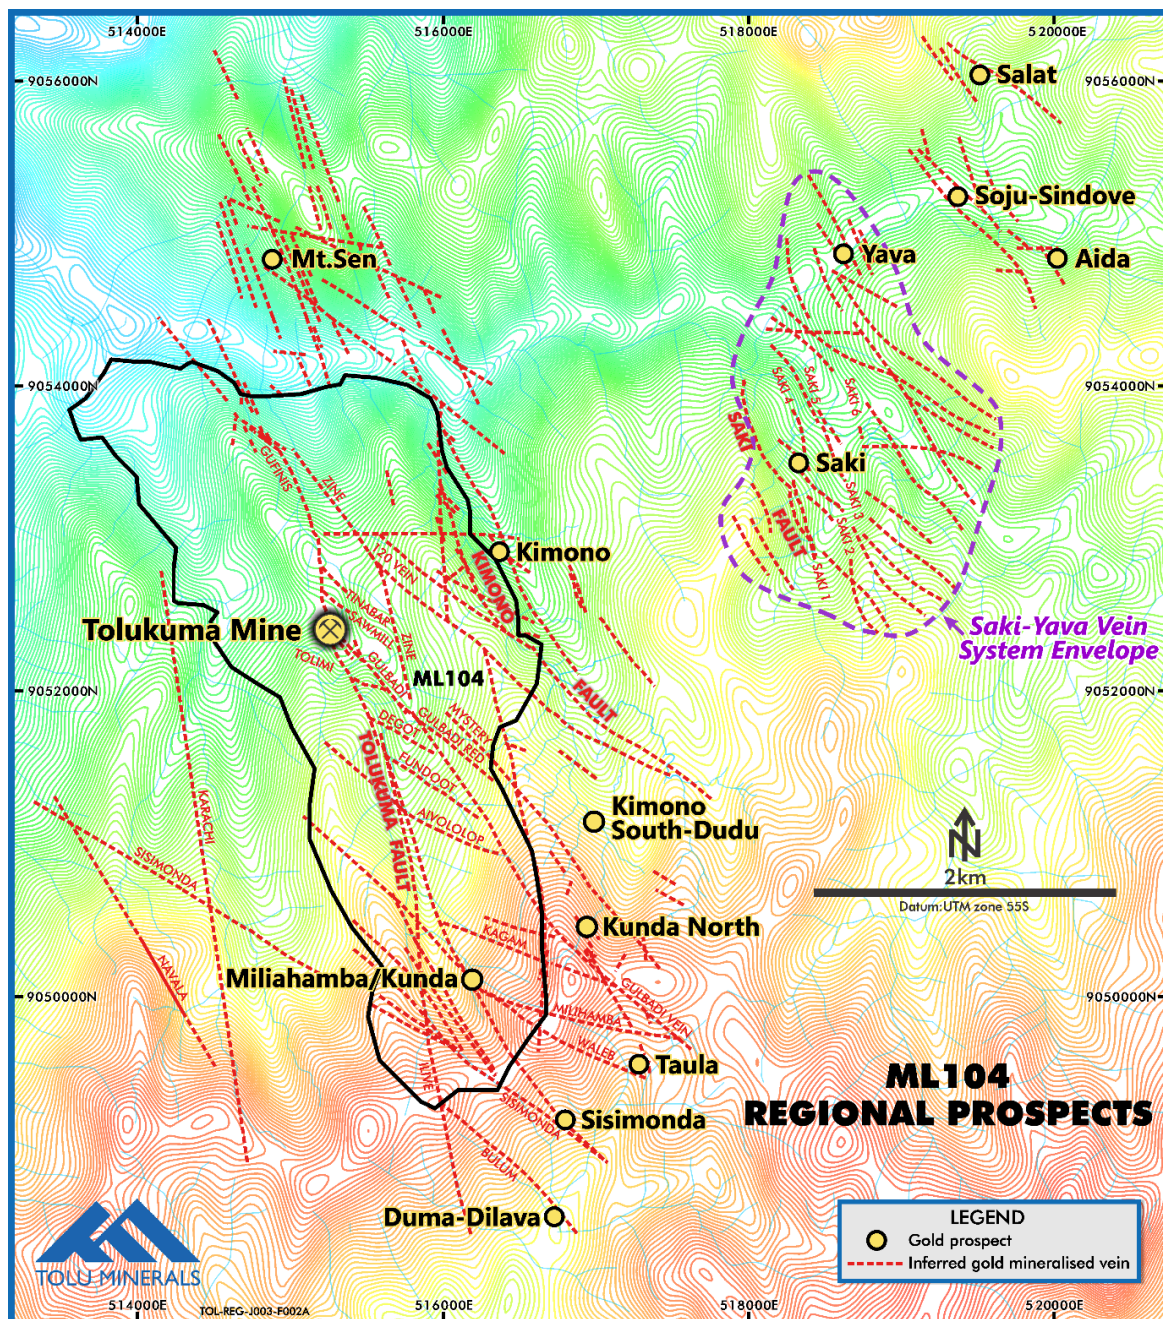 514000E
516000E
518000E
520000E
9056000N
9056000N
Salat
Soju-Sindove
Mt.Sen
Yava
Aida
9054000N
9054000N
SAKI 4
SAKI 5
SAKI 6
SAKI
FAULT
Saki
SAKI 3
SAKI 2
SAKI 1
GUFINIS
ZINE
120 VEIN
KIMONO
FAULT
Kimono
TINABAR
SAWMILL
ZINE
Tolukuma Mine
TOLIMI
GULBADI
ML104
Saki-Yava Vein
System Envelope
9052000N
9052000N
MYSTERY
GULBADI RED
DEGOT
FUNDOOT
TOLUKUMA FAULT
AIVOLOLOP
KARACHI
SISIMONDA
Kimono
South-Dudu
2km
Datum:UTM zone 55S
Kunda North
KAGAM
NAVALA
Miliahamba/Kunda
9050000N
9050000N
GULBADI VEIN
MILIHAMBA
WALEB
Taula
ILIVE
SISIMONDA
Sisimonda
BULUM
Duma-Dilava
ML104
REGIONAL PROSPECTS
LEGEND
Gold prospect
Inferred gold mineralised vein
TOLU MINERALS
TOL-REG-J003-F002A
514000E
516000E
518000E
520000E